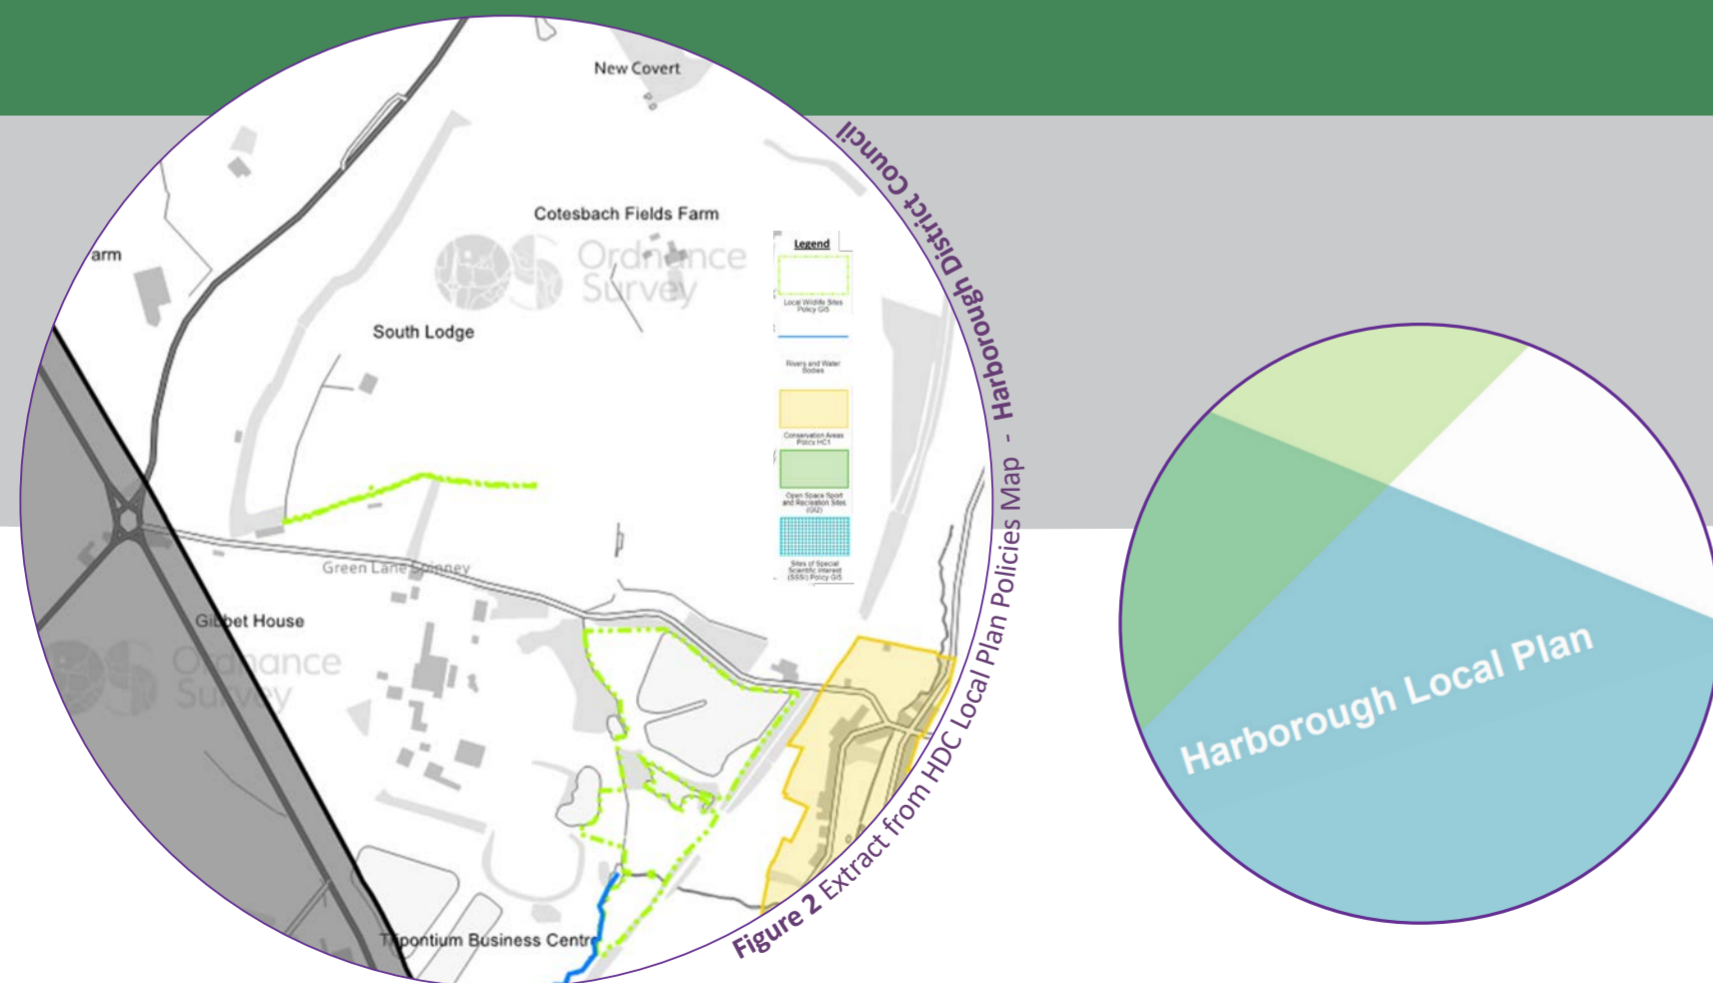 New Covert
Cotesbach Fields Farm
Ordnance
Survey
arm
South Lodge
Legend
Local Wildlife Sites
Policy GI5
Rivers and Water
Bodies
Conservation Areas
Policy HC1
Open Space Sport
and Recreation Sites
(GI2)
Sites of Special
Scientific Interest
(SSSI) Policy GI5
Green Lane Spinney
Gibbet House
Ordnance
Survey
Tripontium Business Centre
Figure 2 Extract from HDC Local Plan Policies Map - Harborough District Council
Harborough Local Plan